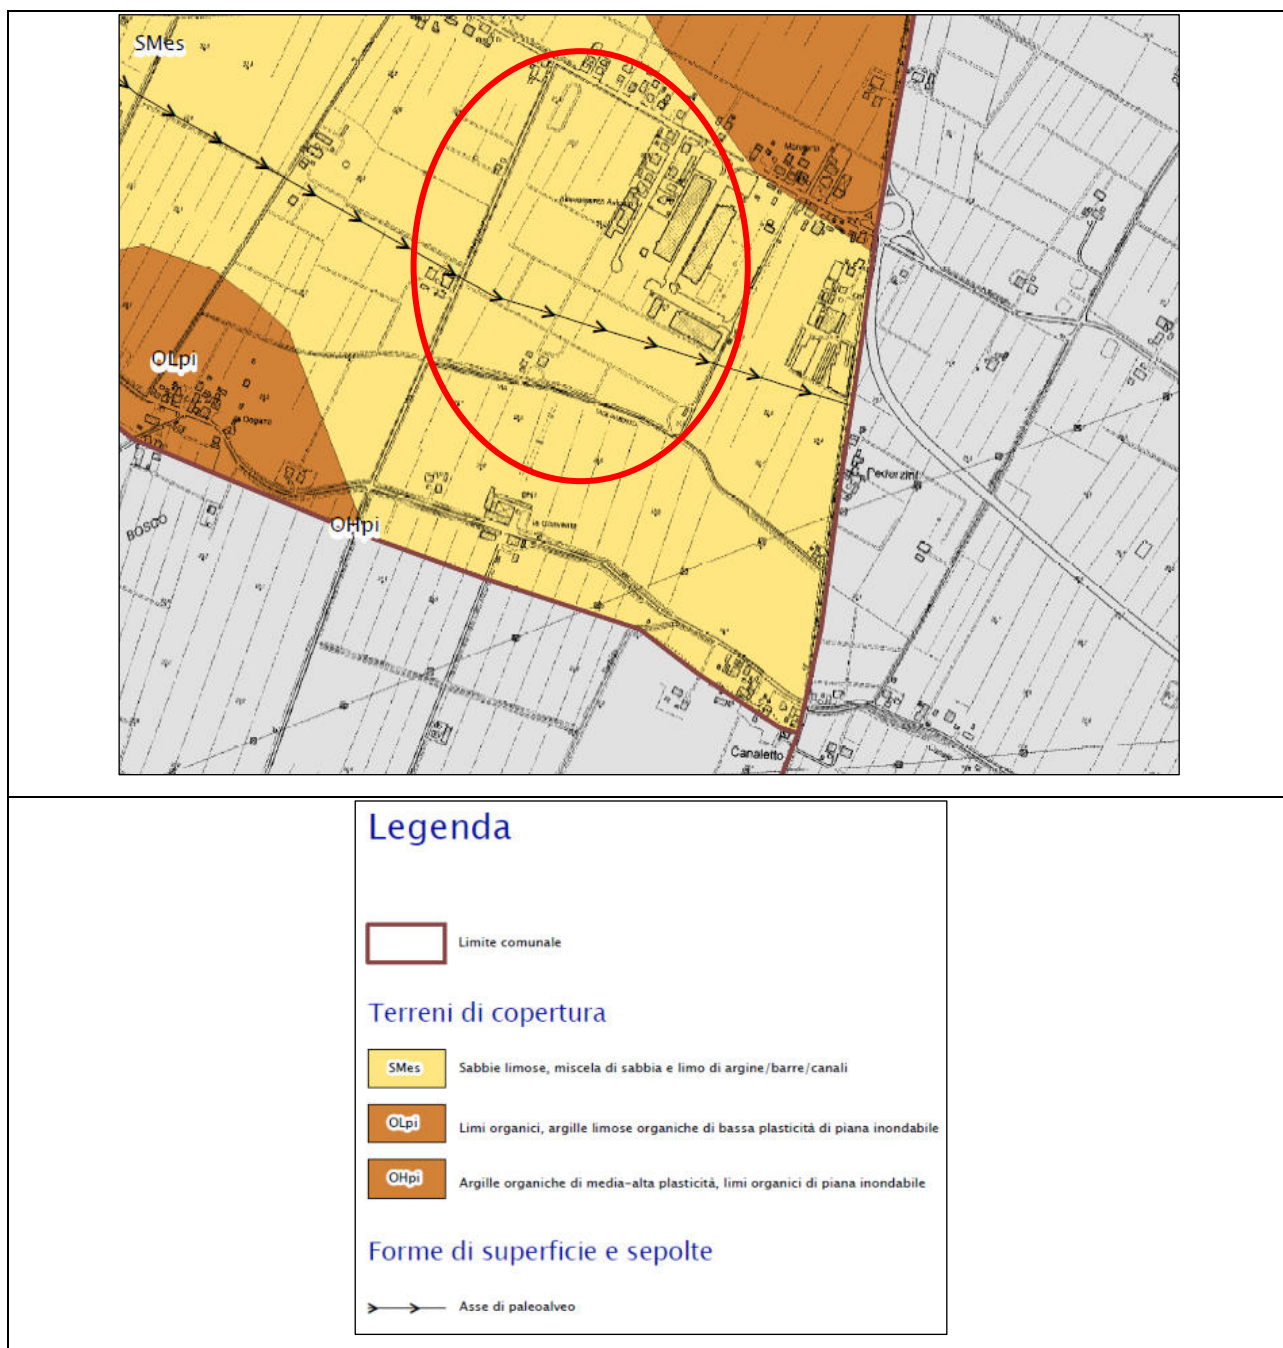 SMes
OLpi
la Dogana
OHpi
BOSCO
Pederzini
Canaletto
Legenda
Limite comunale
Terreni di copertura
SMes
Sabbie limose, miscela di sabbia e limo di argine/barre/canali
OLpi
Limi organici, argille limose organiche di bassa plasticità di piana inondabile
OHpi
Argille organiche di media-alta plasticità, limi organici di piana inondabile
Forme di superficie e sepolte
Asse di paleoalveo